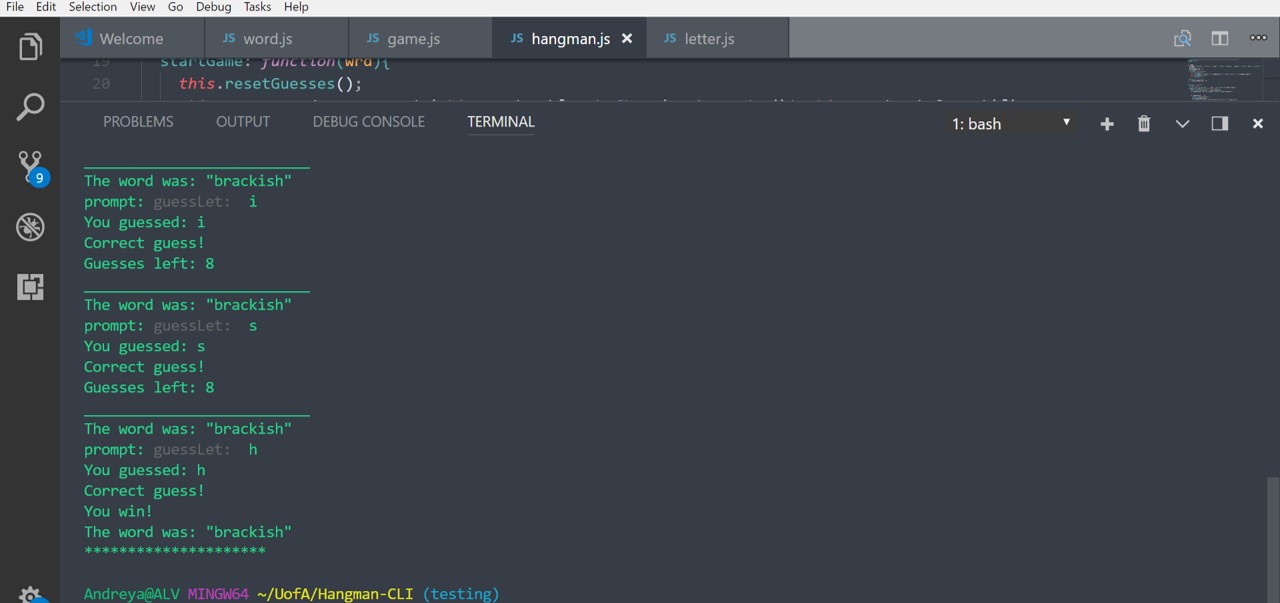 File Edit Selection View Go Debug Tasks Help
Welcome JS word.js JS game.js JS hangman.js JS letter.js
19 startGame: function(wrd){
20 this.resetGuesses();
PROBLEMS OUTPUT DEBUG CONSOLE TERMINAL 1: bash
9
The word was: "brackish"
prompt: guessLet: i
You guessed: i
Correct guess!
Guesses left: 8
The word was: "brackish"
prompt: guessLet: s
You guessed: s
Correct guess!
Guesses left: 8
The word was: "brackish"
prompt: guessLet: h
You guessed: h
Correct guess!
You win!
The word was: "brackish"
*********************
Andreya@ALV MINGW64 ~/UofA/Hangman-CLI (testing)